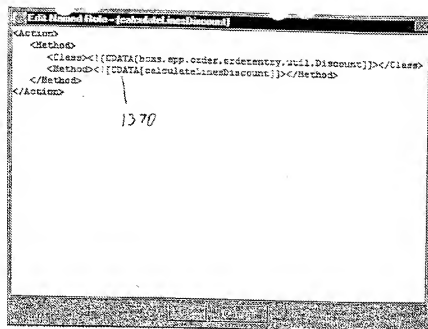 Edit Named Rule - [calculateLinesDiscount]
<Action>
<Method>
<Class><![CDATA[boxs.app.order.orderentry.util.Discount]]></Class>
<Method><![CDATA[calculateLinesDiscount]]></Method>
</Method>
</Action>
1370